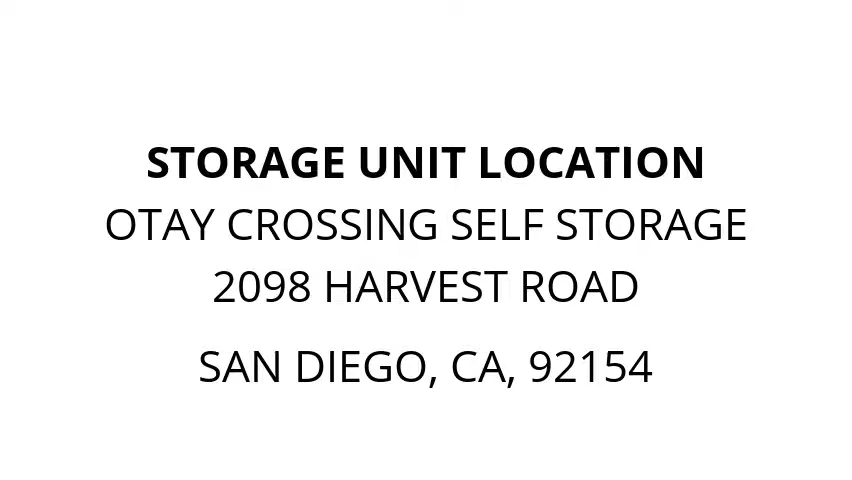 STORAGE UNIT LOCATION
OTAY CROSSING SELF STORAGE
2098 HARVEST ROAD
SAN DIEGO, CA, 92154